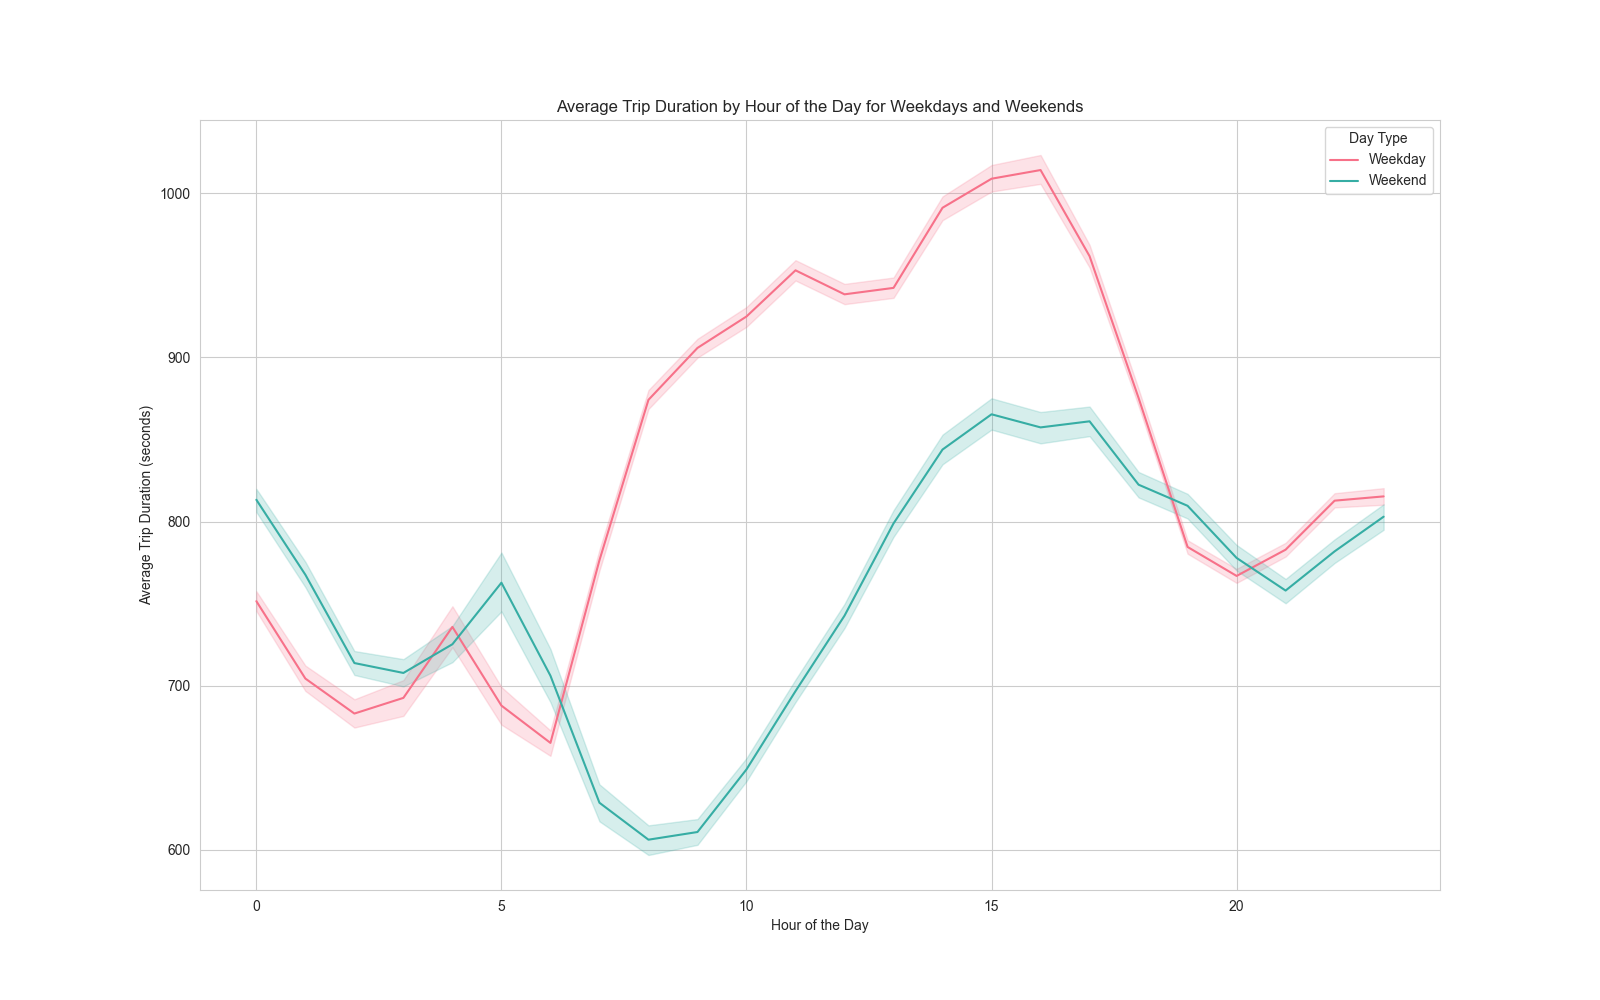 Average Trip Duration by Hour of the Day for Weekdays and Weekends
Day Type
Weekday
Weekend
Average Trip Duration (seconds)
1000
900
800
700
600
0 5 10 15 20
Hour of the Day